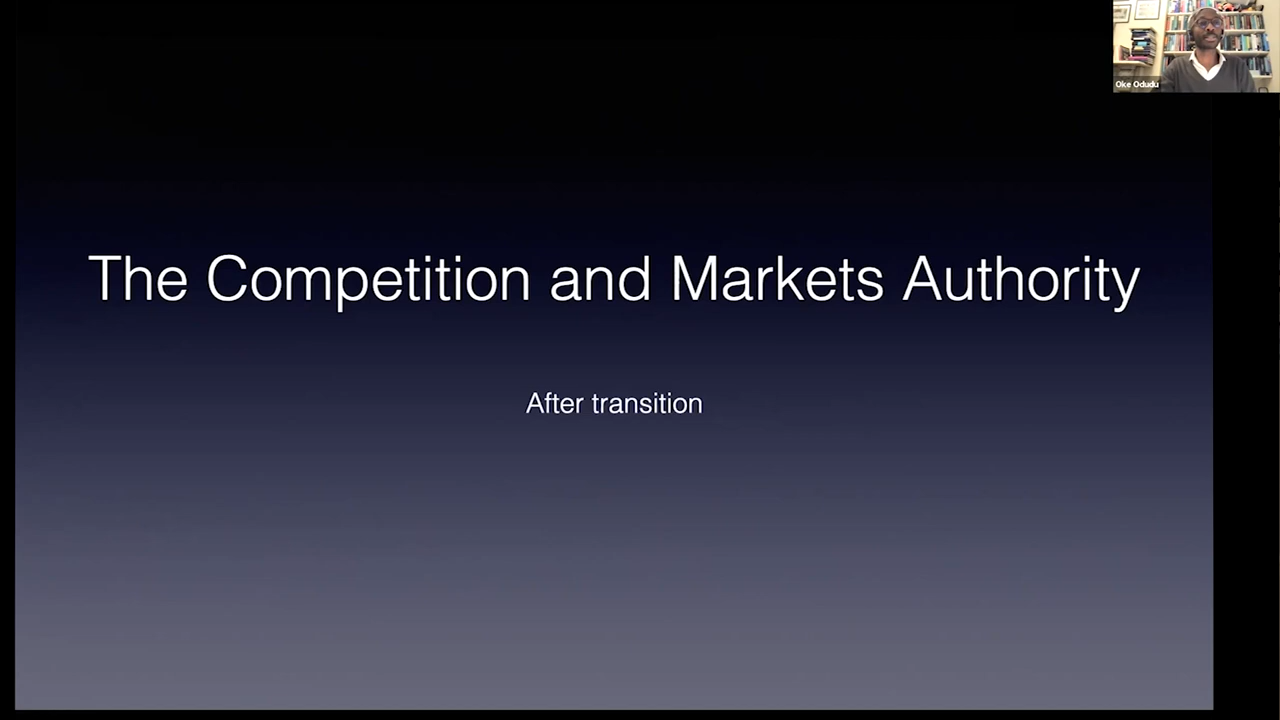 Oke Odudu
The Competition and Markets Authority
After transition